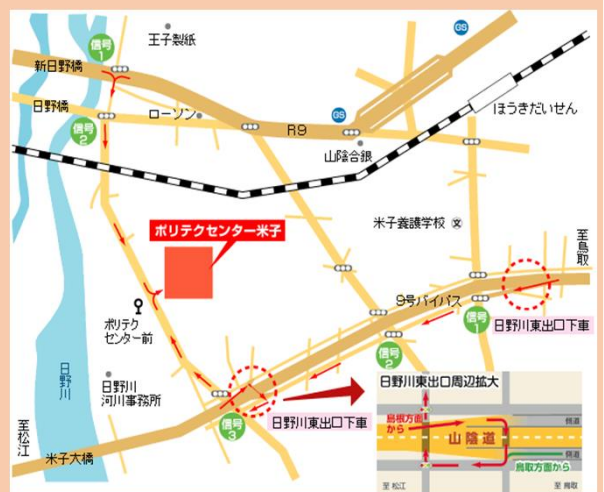 王子製紙
GS
信号
1
新日野橋
日野橋
ローソン
GS
ほうきだいせん
信号
2
R9
山陰合銀
ポリテクセンター米子
米子養護学校
文
至鳥取
9号バイパス
信号
1
日野川東出口下車
ポリテク
センター前
信号
2
日野川
日野川
河川事務所
信号
3
日野川東出口下車
至松江
米子大橋
日野川東出口周辺拡大
島根方面
から
側道
山陰道
側道
鳥取方面から
至 松江
至 鳥取